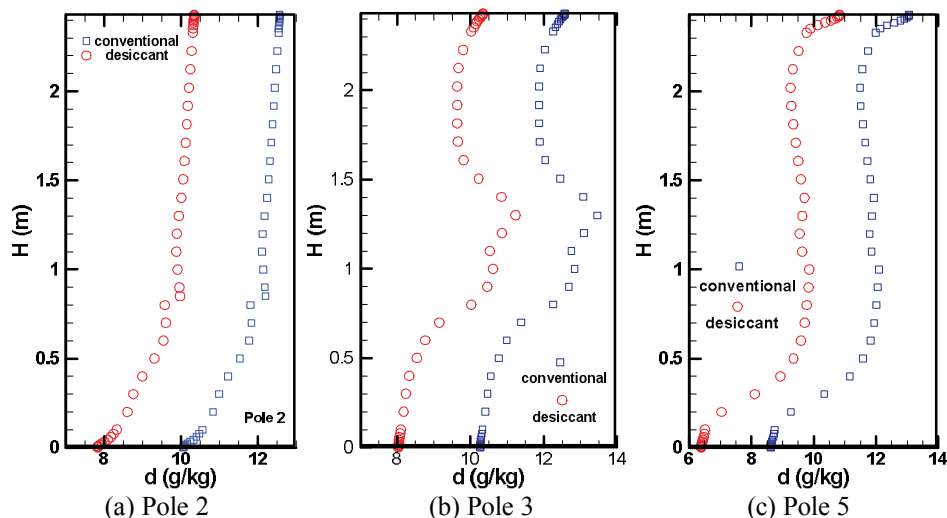 conventional
desiccant
Pole 2
H (m)
2
1.5
1
0.5
0
8
10
12
d (g/kg)
(a) Pole 2
conventional
desiccant
H (m)
2
1.5
1
0.5
0
8
10
12
14
d (g/kg)
(b) Pole 3
conventional
desiccant
H (m)
2
1.5
1
0.5
0
6
8
10
12
14
d (g/kg)
(c) Pole 5